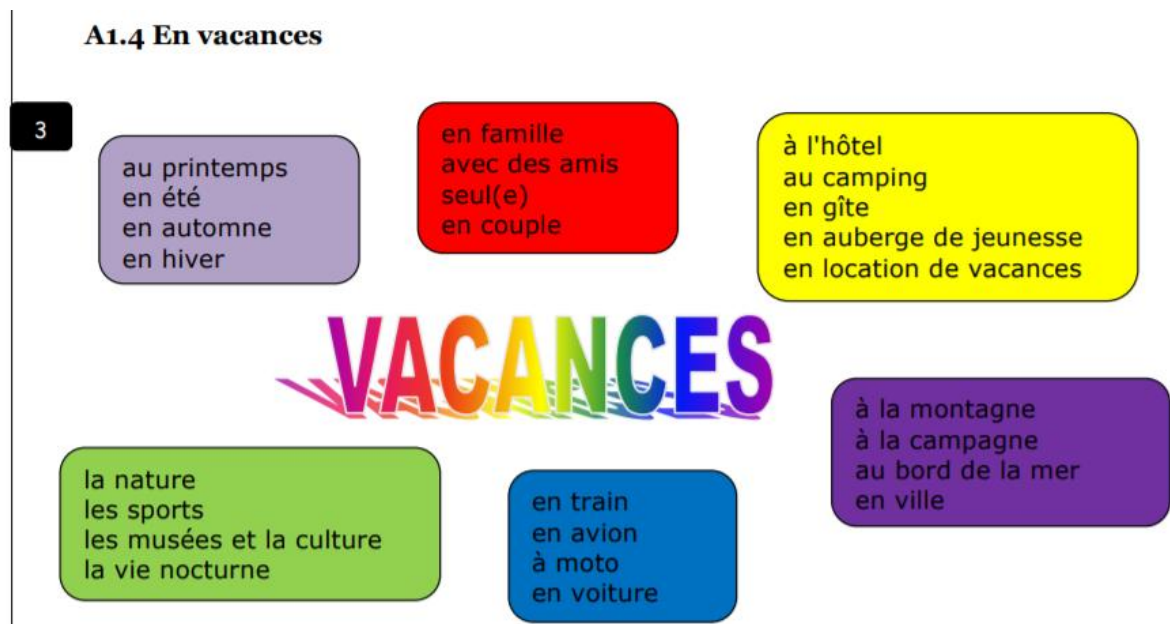 A1.4 En vacances
3
au printemps
en été
en automne
en hiver
en famille
avec des amis
seul(e)
en couple
à l'hôtel
au camping
en gîte
en auberge de jeunesse
en location de vacances
VACANCES
à la montagne
à la campagne
au bord de la mer
en ville
la nature
les sports
les musées et la culture
la vie nocturne
en train
en avion
à moto
en voiture